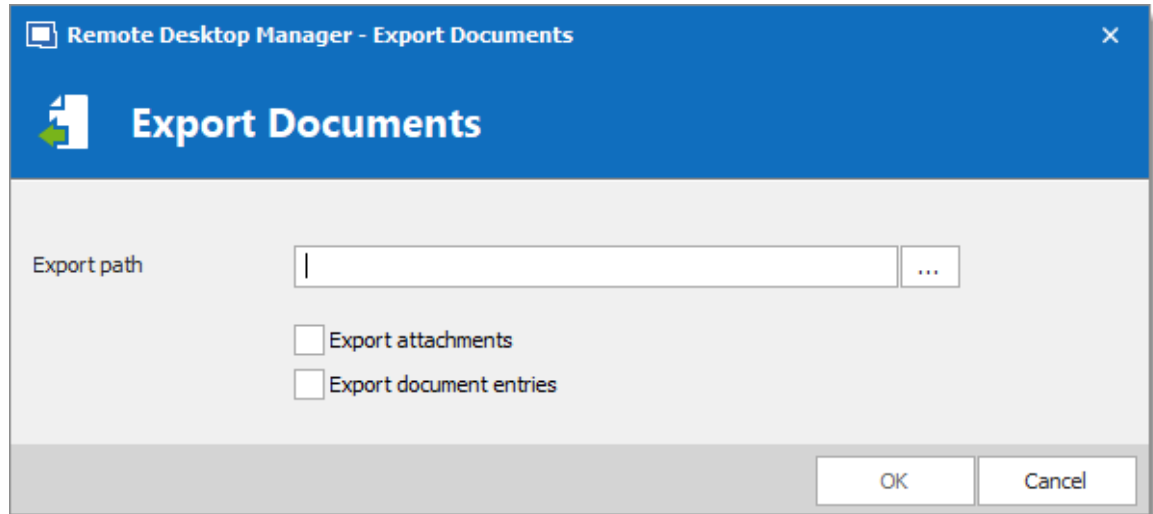 Remote Desktop Manager - Export Documents
Export Documents
Export path
...
Export attachments
Export document entries
OK
Cancel